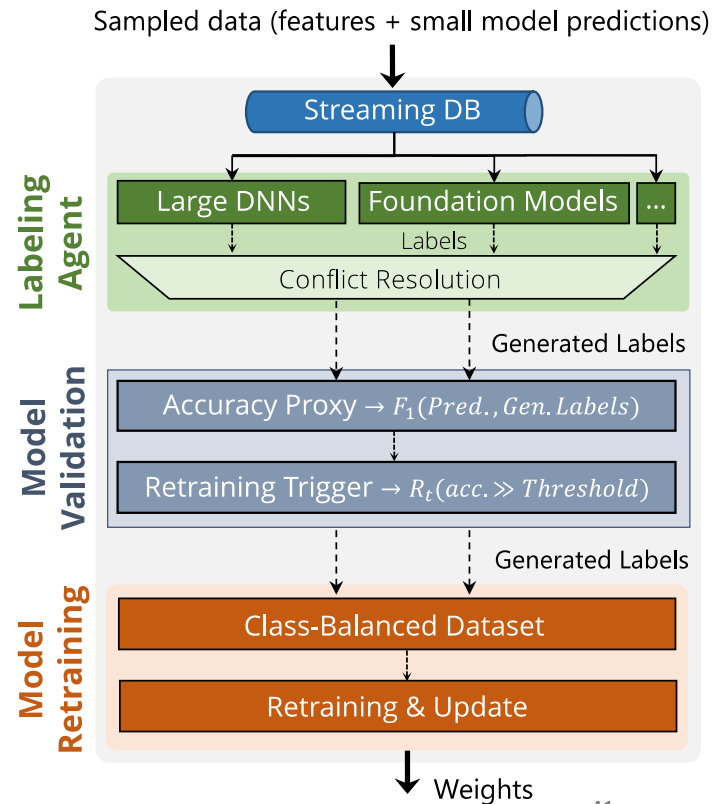 Sampled data (features + small model predictions)
Streaming DB
Labeling
Agent
Large DNNs
Foundation Models
...
Labels
Conflict Resolution
Generated Labels
Model
Validation
Accuracy Proxy → F₁(Pred., Gen. Labels)
Retraining Trigger → Rₜ(acc. ≫ Threshold)
Generated Labels
Model
Retraining
Class-Balanced Dataset
Retraining & Update
Weights